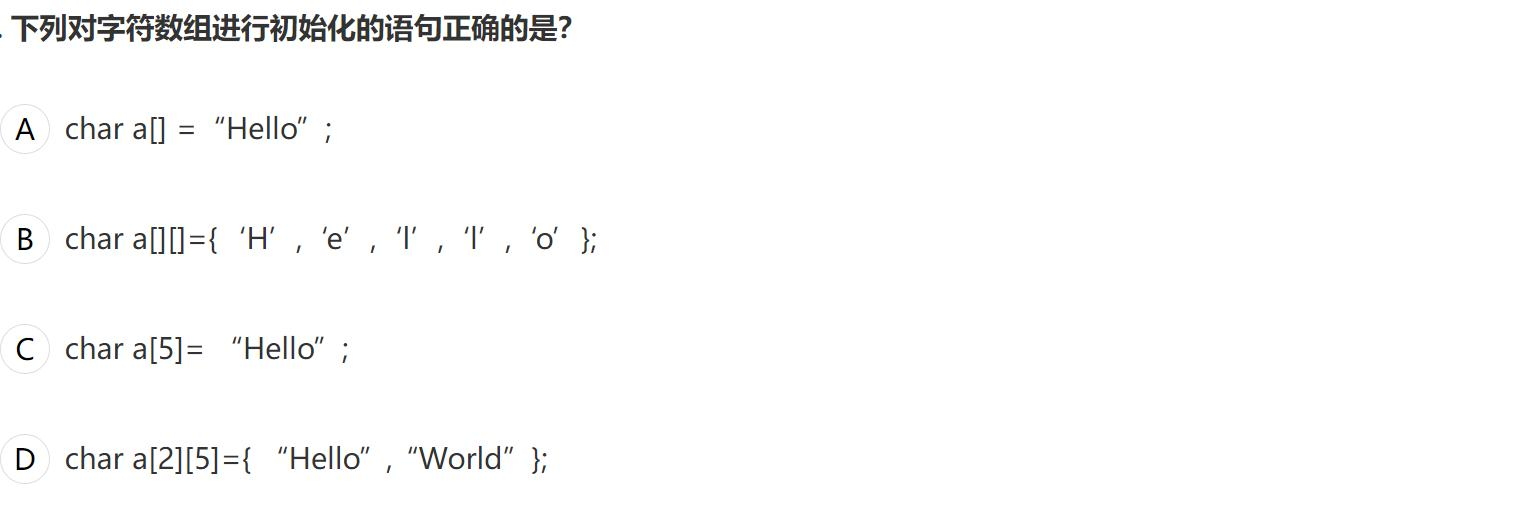 . 下列对字符数组进行初始化的语句正确的是?
A char a[] = “Hello” ;
B char a[][]={ ‘H’ , ‘e’ , ‘l’ , ‘l’ , ‘o’ };
C char a[5]= “Hello” ;
D char a[2][5]={ “Hello” , “World” };